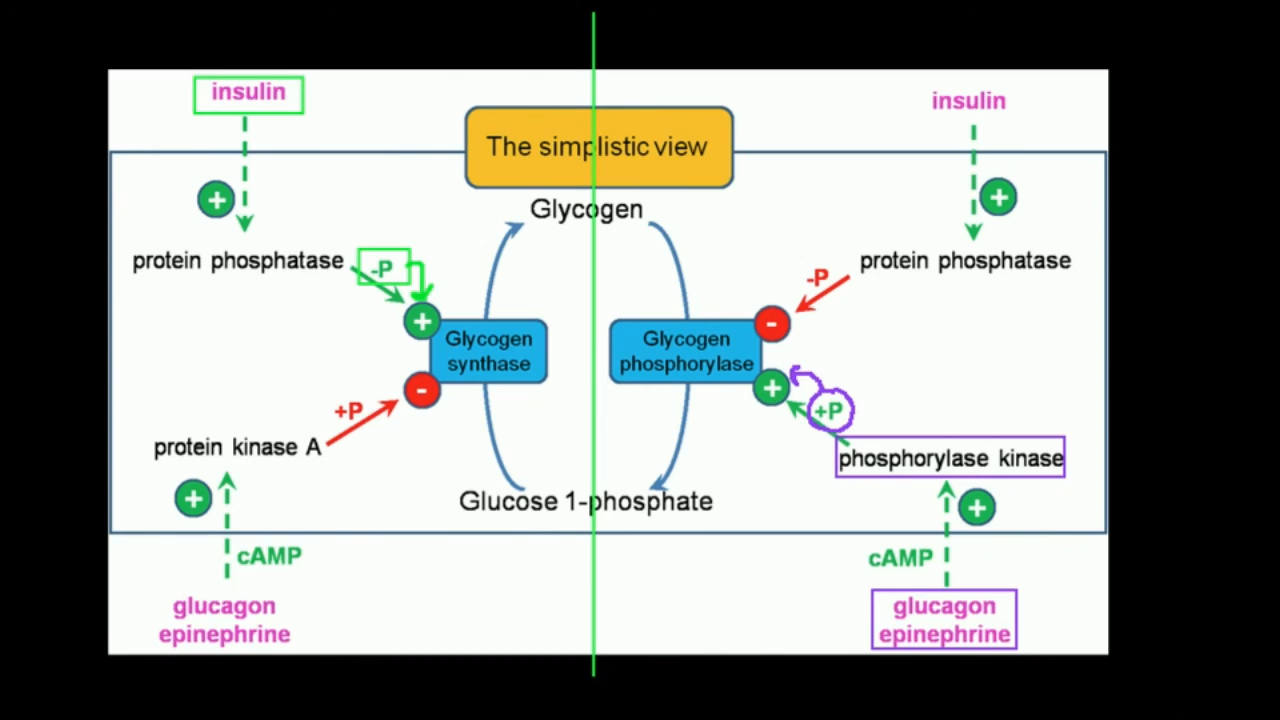 insulin
insulin
The simplistic view
+
+
Glycogen
protein phosphatase
-P
protein phosphatase
-P
+
-
Glycogen
synthase
Glycogen
phosphorylase
-
+
+P
+P
protein kinase A
phosphorylase kinase
+
Glucose 1-phosphate
+
cAMP
cAMP
glucagon
epinephrine
glucagon
epinephrine